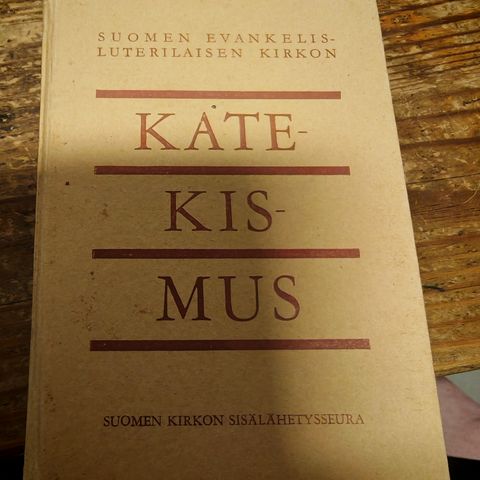 SUOMEN EVANKELIS-
LUTERILAISEN KIRKON
KATE-
KIS-
MUS
SUOMEN KIRKON SISÄLÄHETYSSEURA